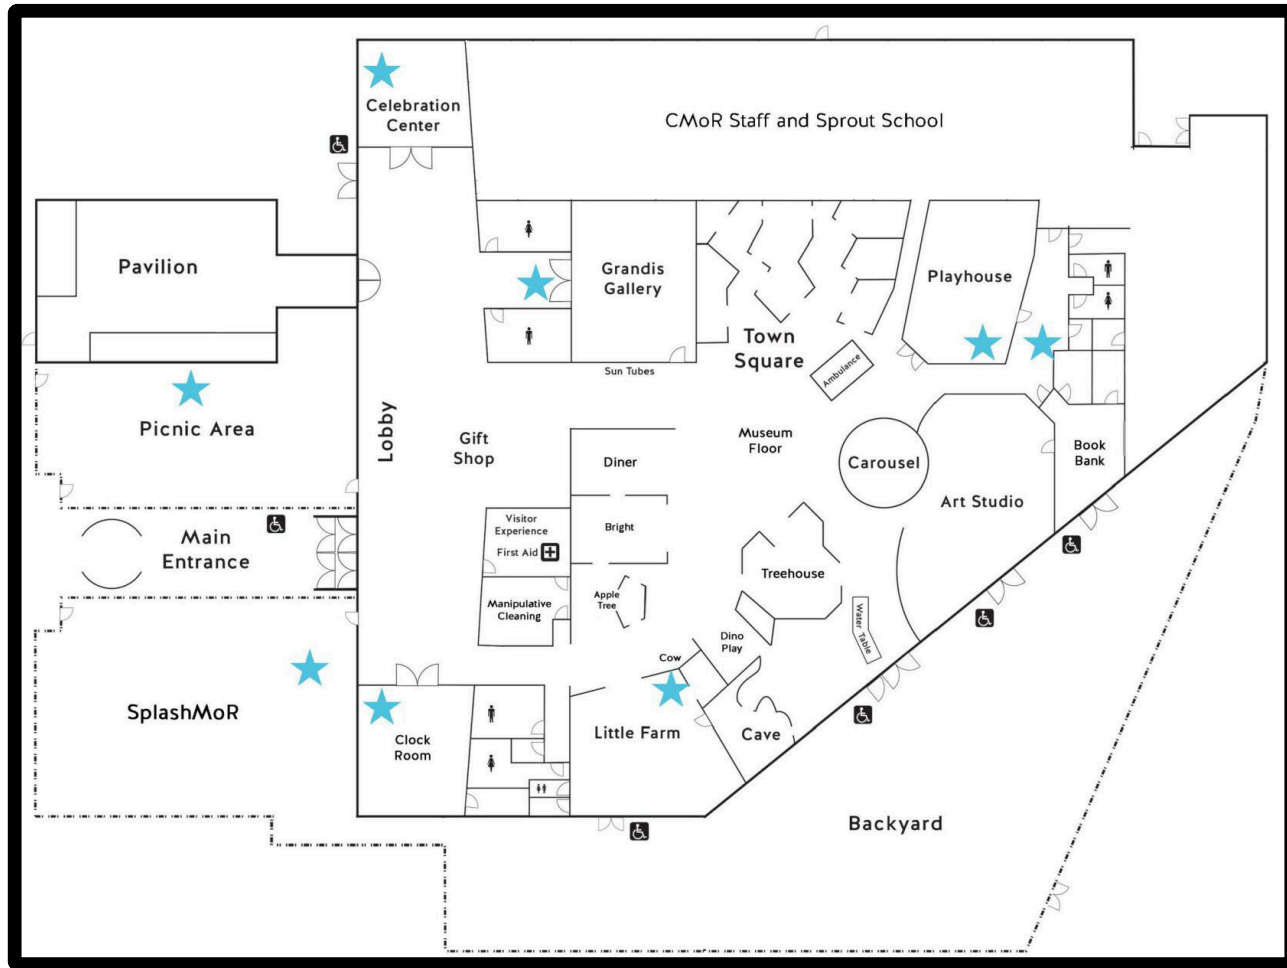 Celebration
Center
CMoR Staff and Sprout School
Pavilion
Grandis
Gallery
Playhouse
Town
Square
Ambulance
Sun Tubes
Picnic Area
Lobby
Gift
Shop
Diner
Museum
Floor
Carousel
Book
Bank
Art Studio
Visitor
Experience
First Aid
Bright
Main
Entrance
Treehouse
Apple
Tree
Manipulative
Cleaning
Water Table
Dino
Play
Cow
SplashMoR
Clock
Room
Little Farm
Cave
Backyard